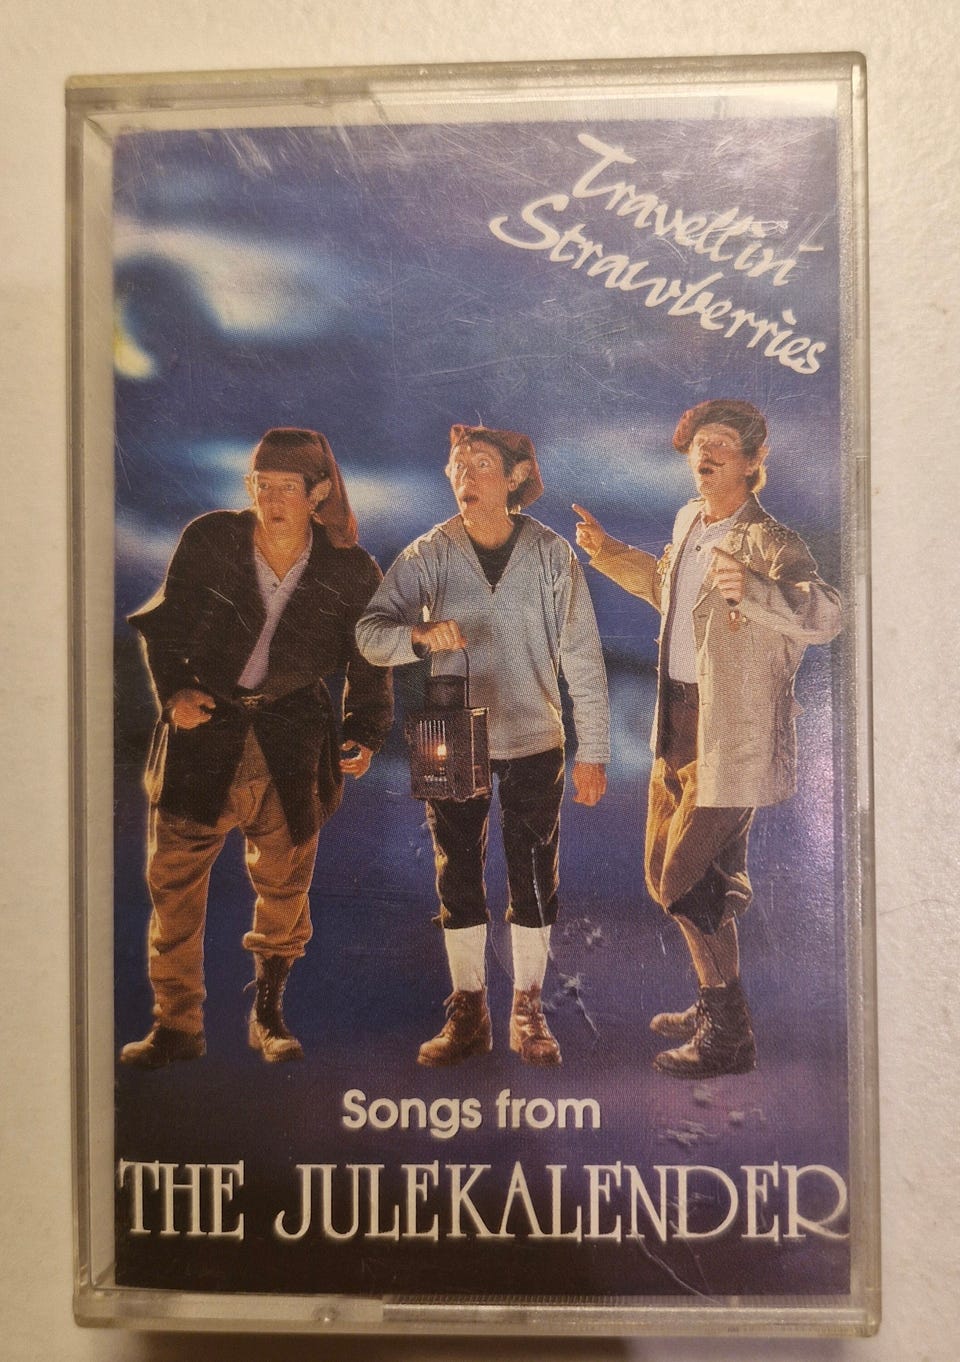 Travellin'
Strawberries
Songs from
THE JULEKALENDER